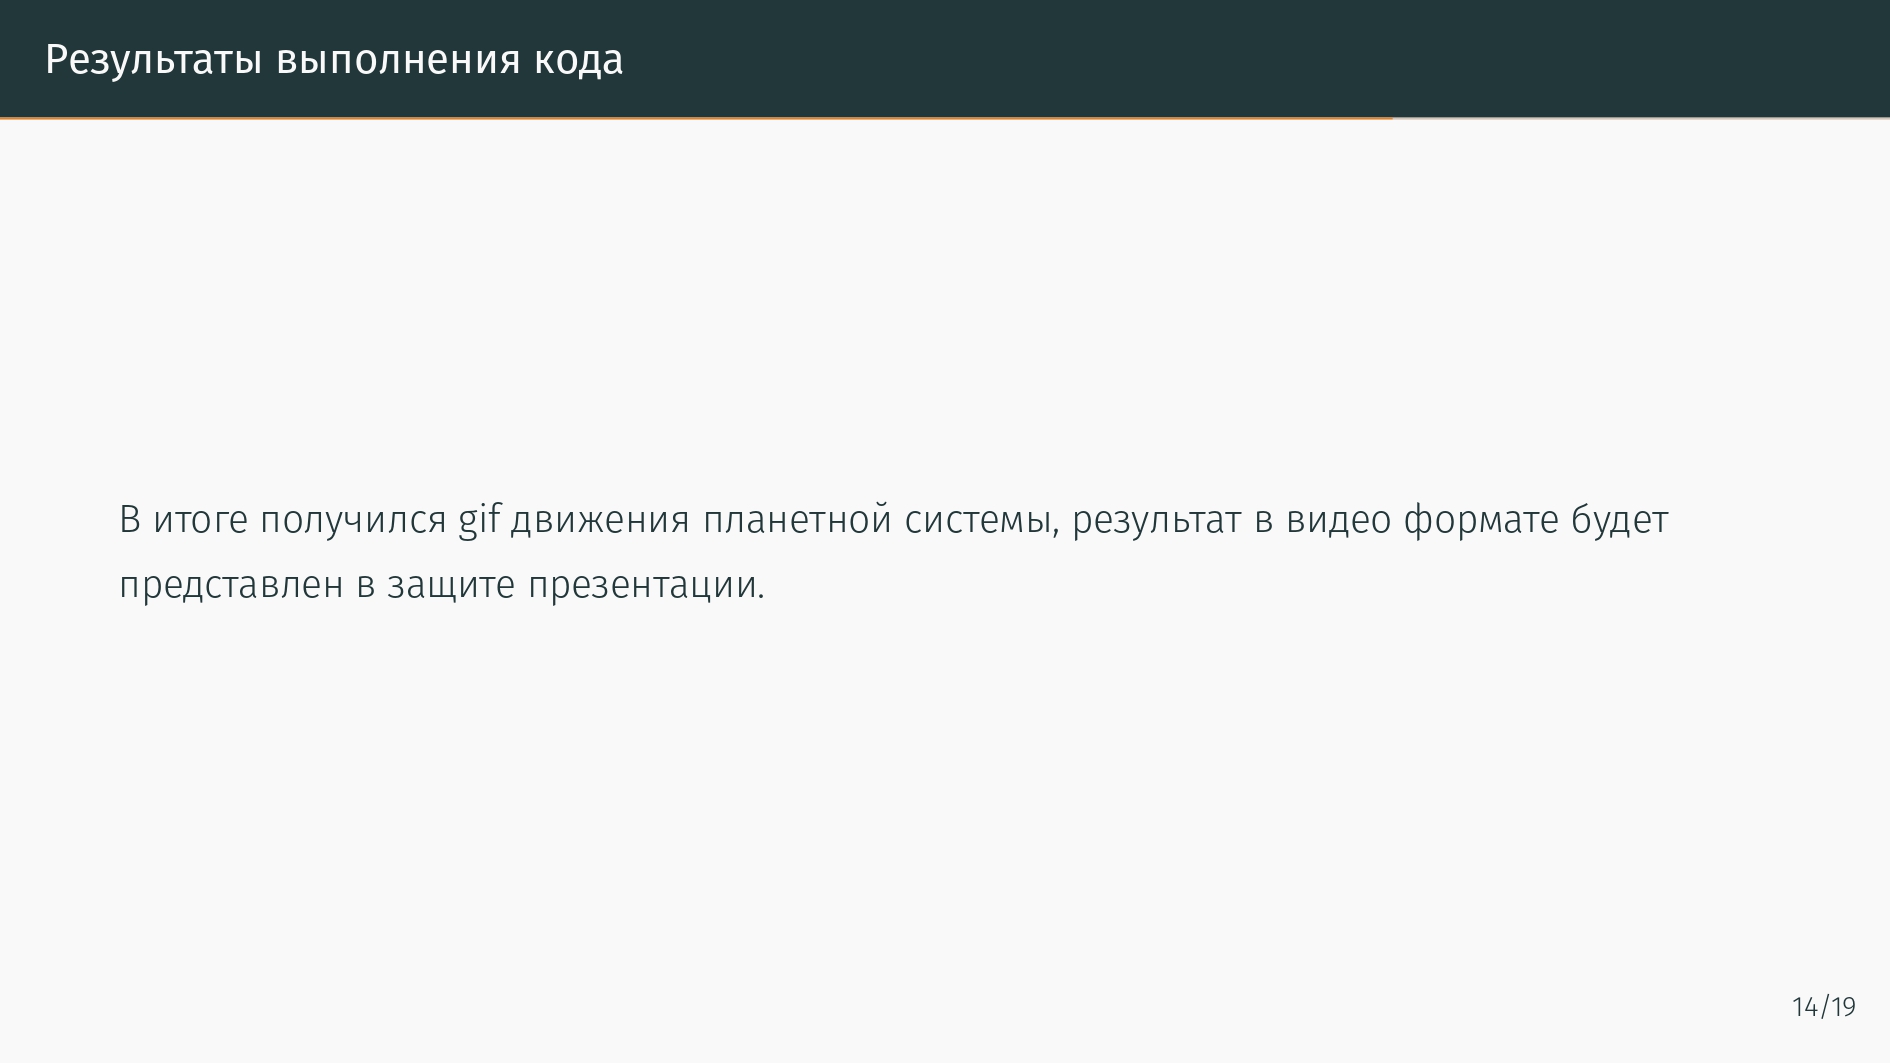 Результаты выполнения кода
В итоге получился gif движения планетной системы, результат в видео формате будет
представлен в защите презентации.
14/19